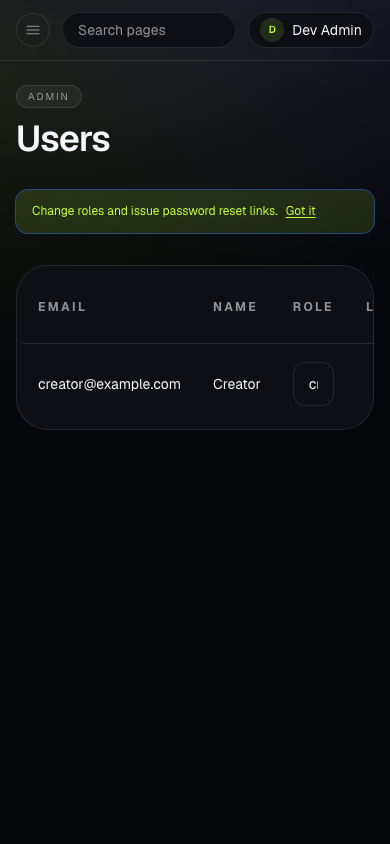 Search pages
D
Dev Admin
ADMIN
Users
Change roles and issue password reset links. Got it
EMAIL NAME ROLE L
creator@example.com Creator